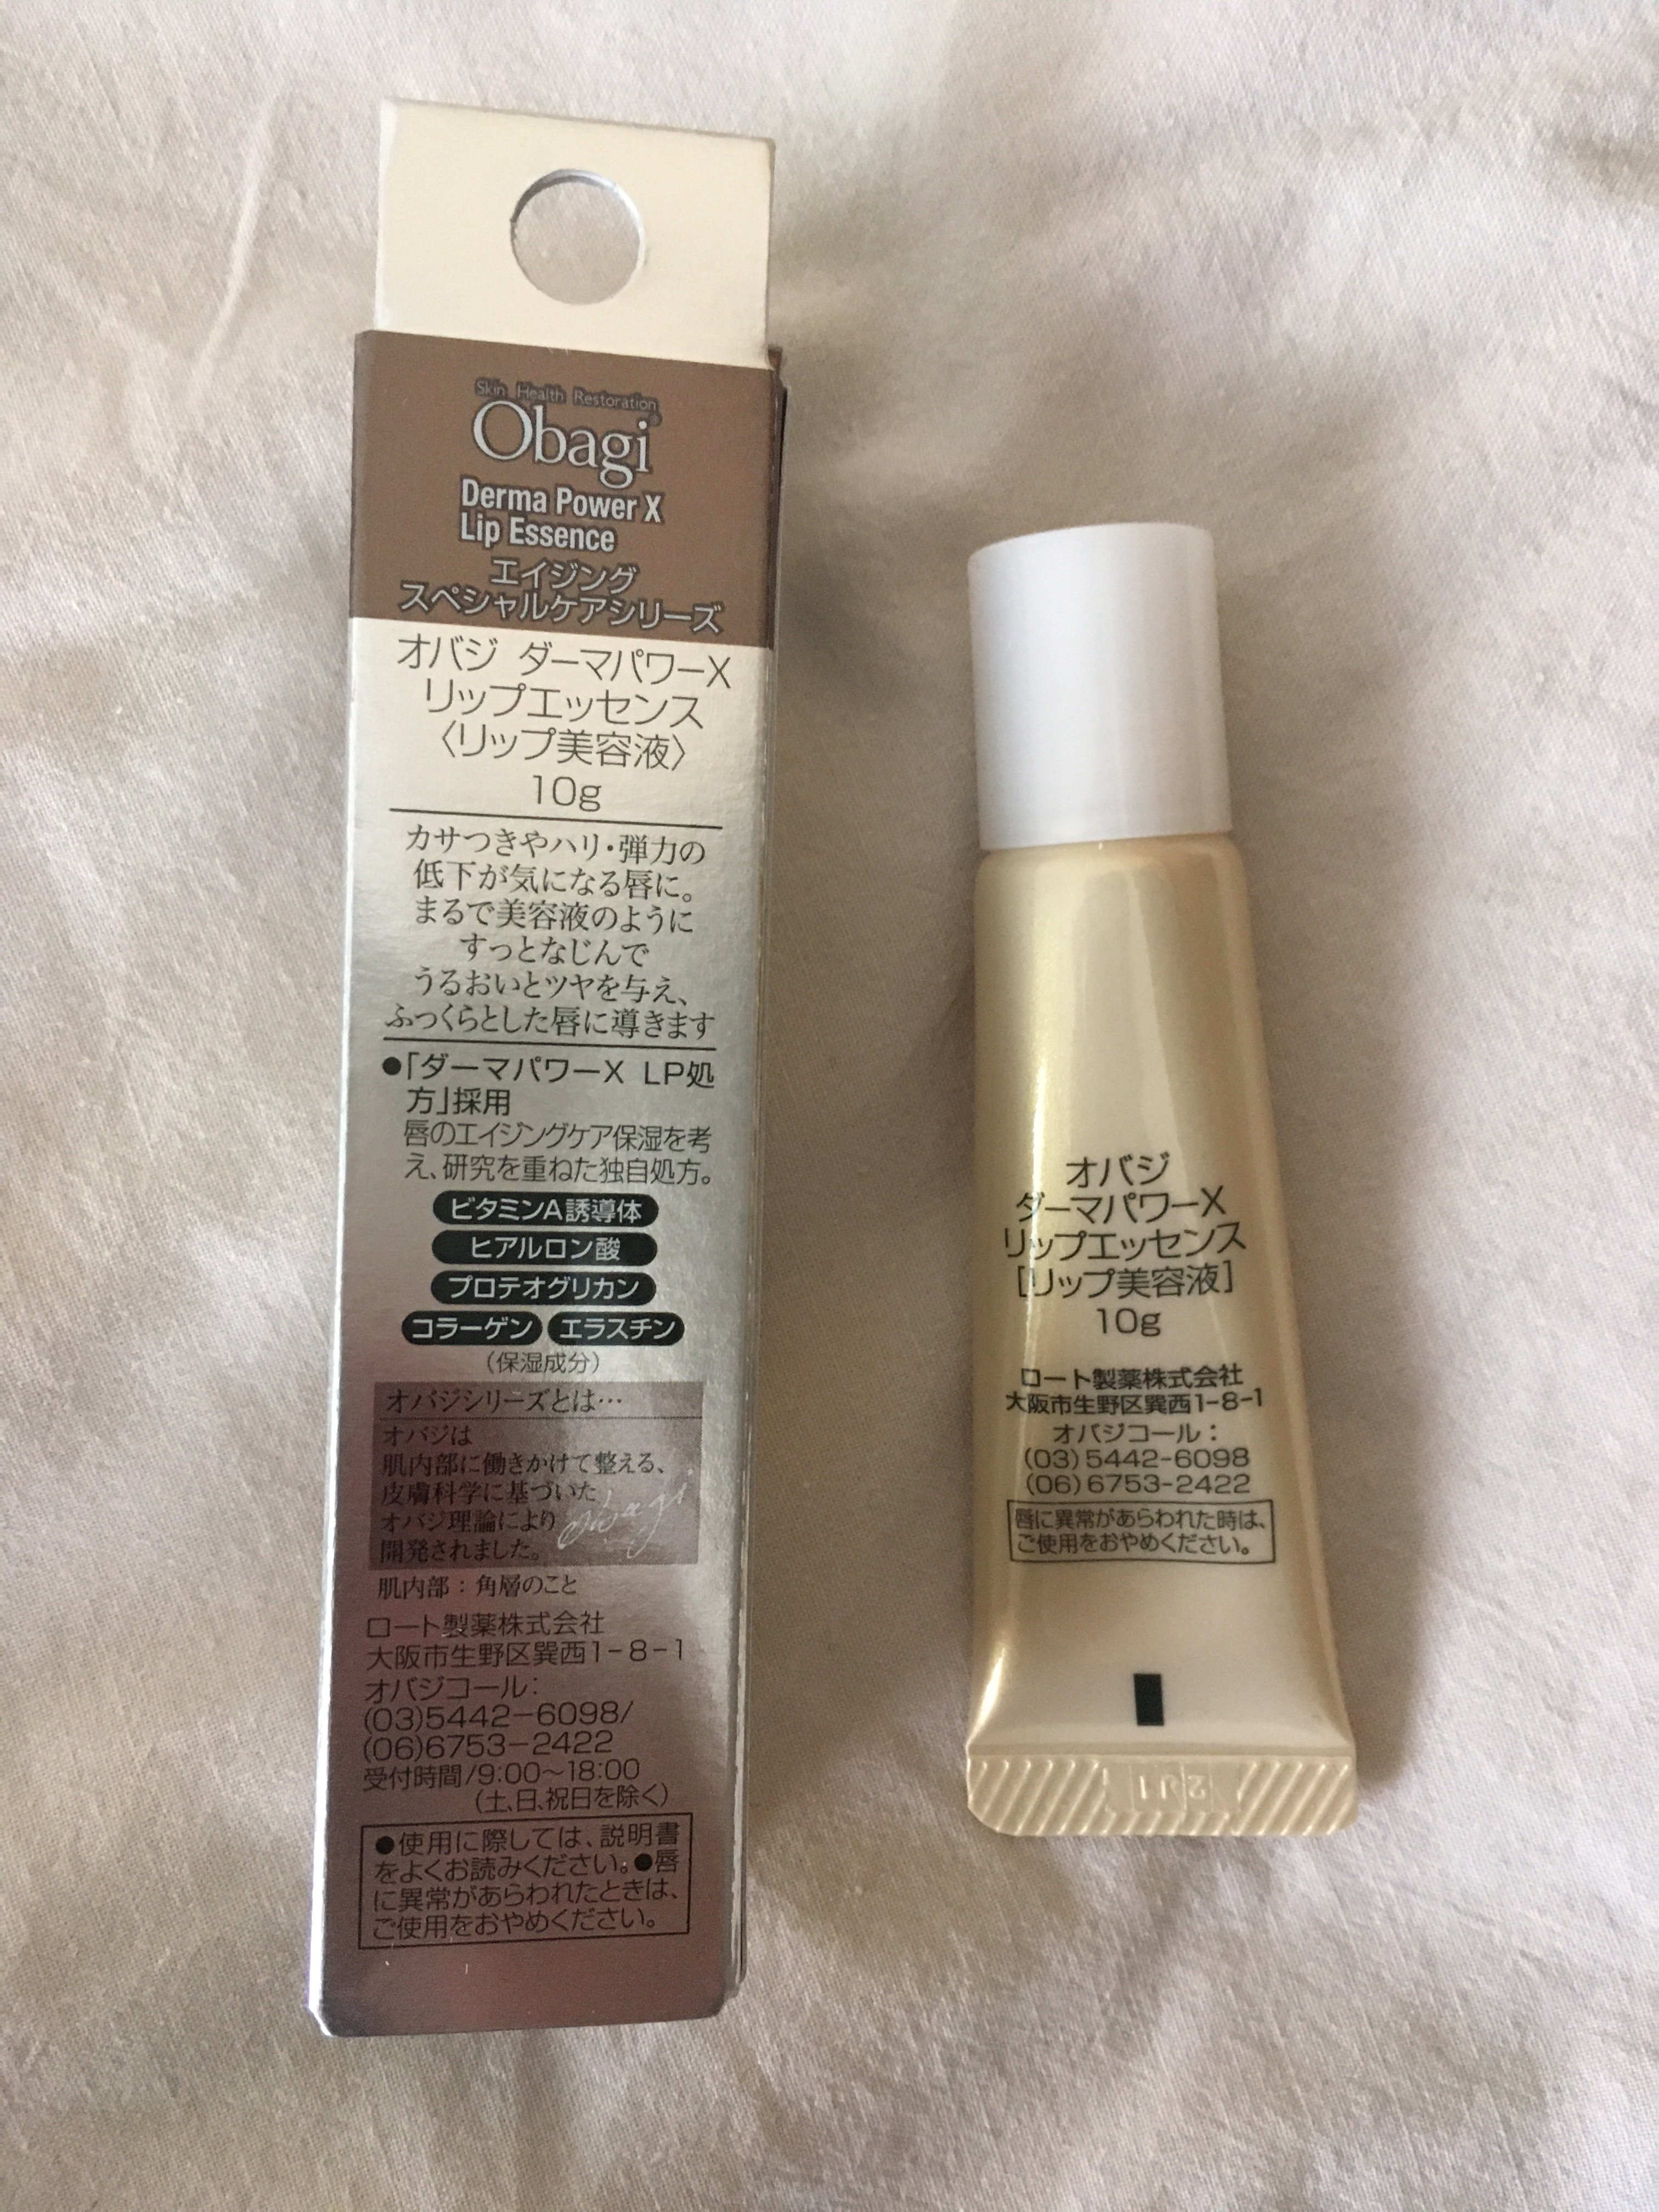 Skin Health Restoration
Obagi
Derma Power X
Lip Essence
エイジング
スペシャルケアシリーズ
オバジ ダーマパワーX
リップエッセンス
〈リップ美容液〉
10g
カサつきやハリ・弾力の
低下が気になる唇に。
まるで美容液のように
すっとなじんで
うるおいとツヤを与え、
ふっくらとした唇に導きます
●「ダーマパワーX LP処
方」採用
唇のエイジングケア保湿を考
え、研究を重ねた独自処方。
ビタミンA誘導体
ヒアルロン酸
プロテオグリカン
コラーゲン エラスチン
(保湿成分)
オバジシリーズとは…
オバジは
肌内部に働きかけて整える、
皮膚科学に基づいた
オバジ理論により
開発されました。
Obagi
肌内部：角層のこと
ロート製薬株式会社
大阪市生野区巽西1-8-1
オバジコール：
(03)5442-6098/
(06)6753-2422
受付時間/9:00～18:00
(土、日、祝日を除く)
●使用に際しては、説明書
をよくお読みください。●唇
に異常があらわれたときは、
ご使用をおやめください。
オバジ
ダーマパワーX
リップエッセンス
[リップ美容液]
10g
ロート製薬株式会社
大阪市生野区巽西1-8-1
オバジコール：
(03)5442-6098
(06)6753-2422
唇に異常があらわれた時は、
ご使用をおやめください。